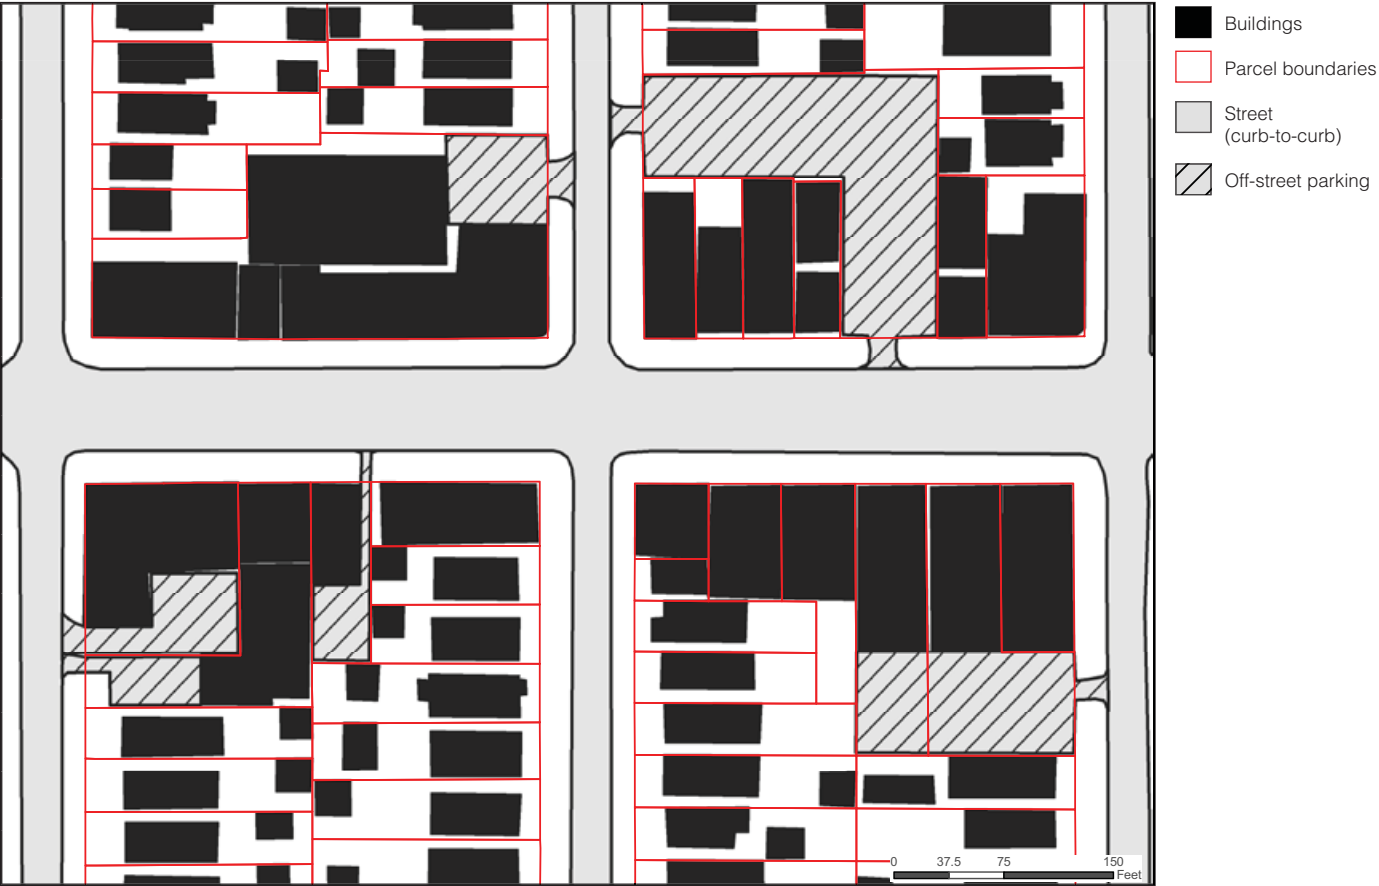 Buildings
Parcel boundaries
Street
(curb-to-curb)
Off-street parking
0 37.5 75 150
Feet